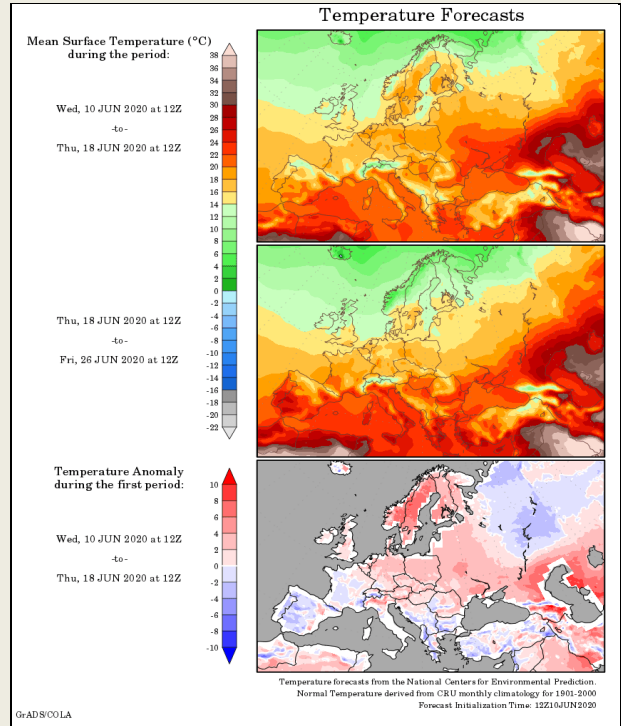 Temperature Forecasts
Mean Surface Temperature (°C)
during the period:
Wed, 10 JUN 2020 at 12Z
-to-
Thu, 18 JUN 2020 at 12Z
38
36
34
32
30
28
26
24
22
20
18
16
14
12
10
8
6
4
2
0
-2
-4
-6
-8
-10
-12
-14
-16
-18
-20
-22
Thu, 18 JUN 2020 at 12Z
-to-
Fri, 26 JUN 2020 at 12Z
Temperature Anomaly
during the first period:
Wed, 10 JUN 2020 at 12Z
-to-
Thu, 18 JUN 2020 at 12Z
10
8
6
4
2
0
-2
-4
-6
-8
-10
Temperature forecasts from the National Centers for Environmental Prediction.
Normal Temperature derived from CRU monthly climatology for 1901-2000
Forecast Initialization Time: 12Z10JUN2020
GrADS/COLA